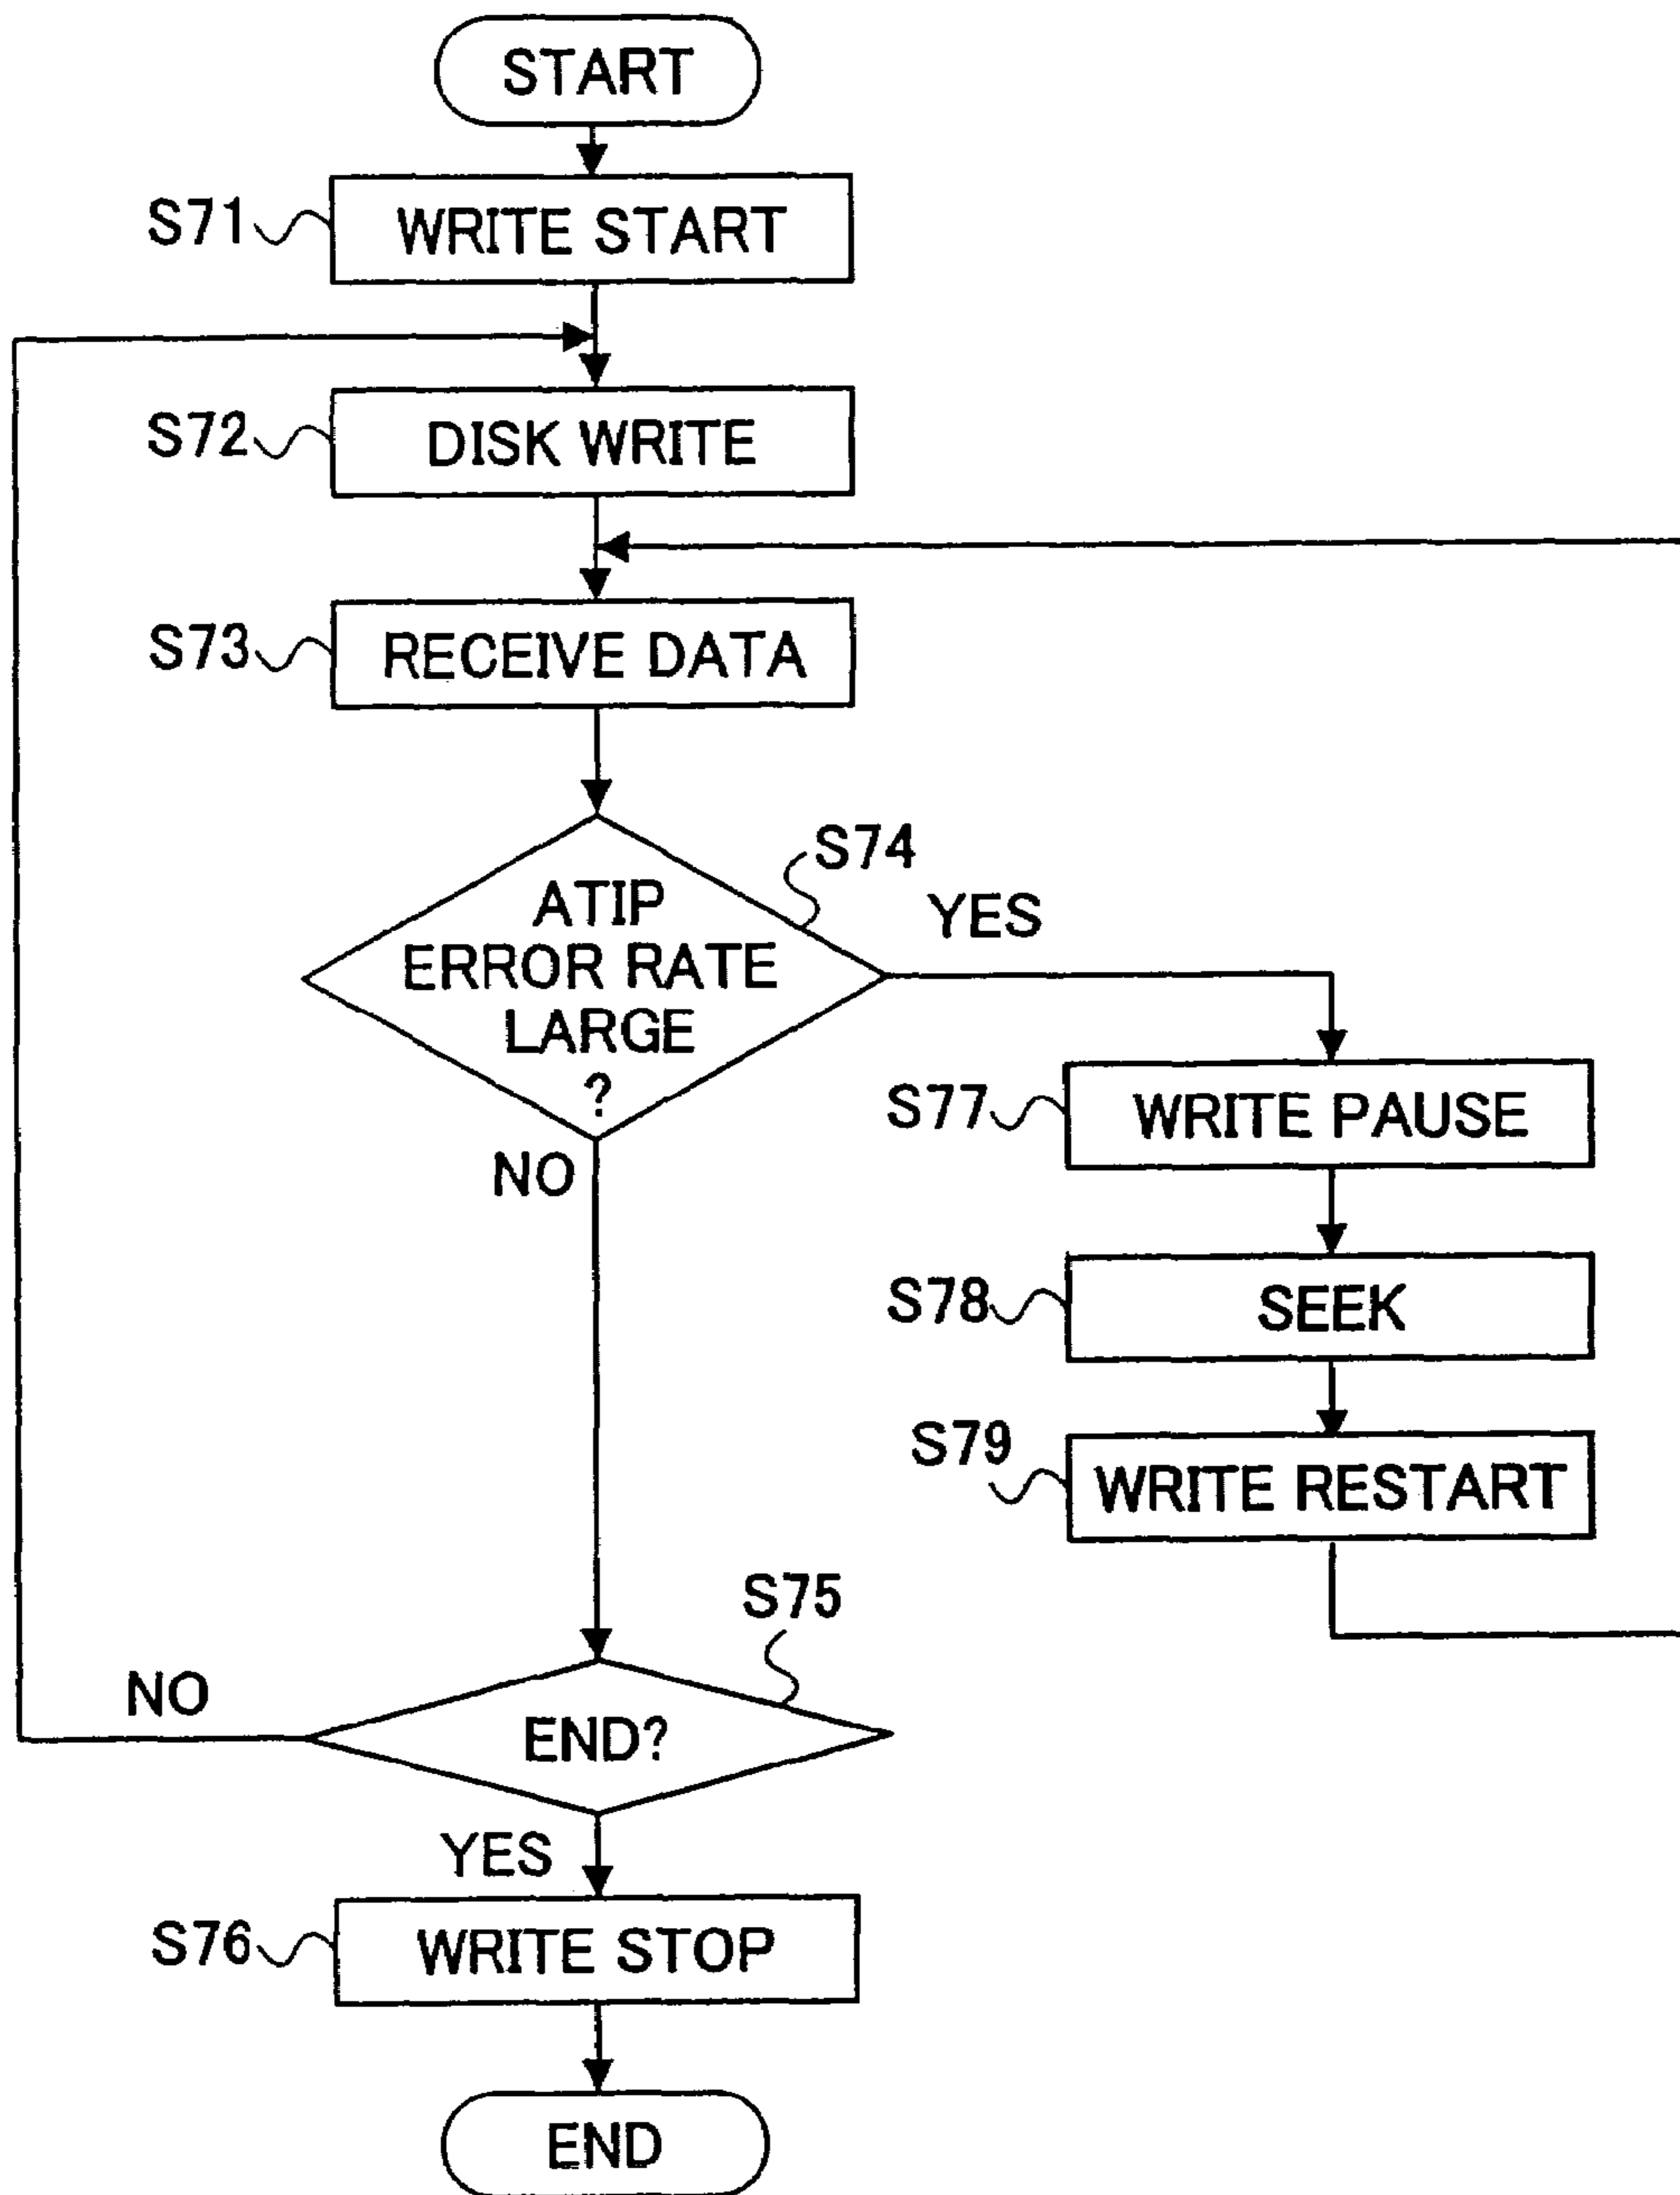 START
S71
WRITE START
S72
DISK WRITE
S73
RECEIVE DATA
S74
ATIP
ERROR RATE
LARGE
?
YES
NO
S77
WRITE PAUSE
S78
SEEK
S79
WRITE RESTART
S75
END?
NO
YES
S76
WRITE STOP
END